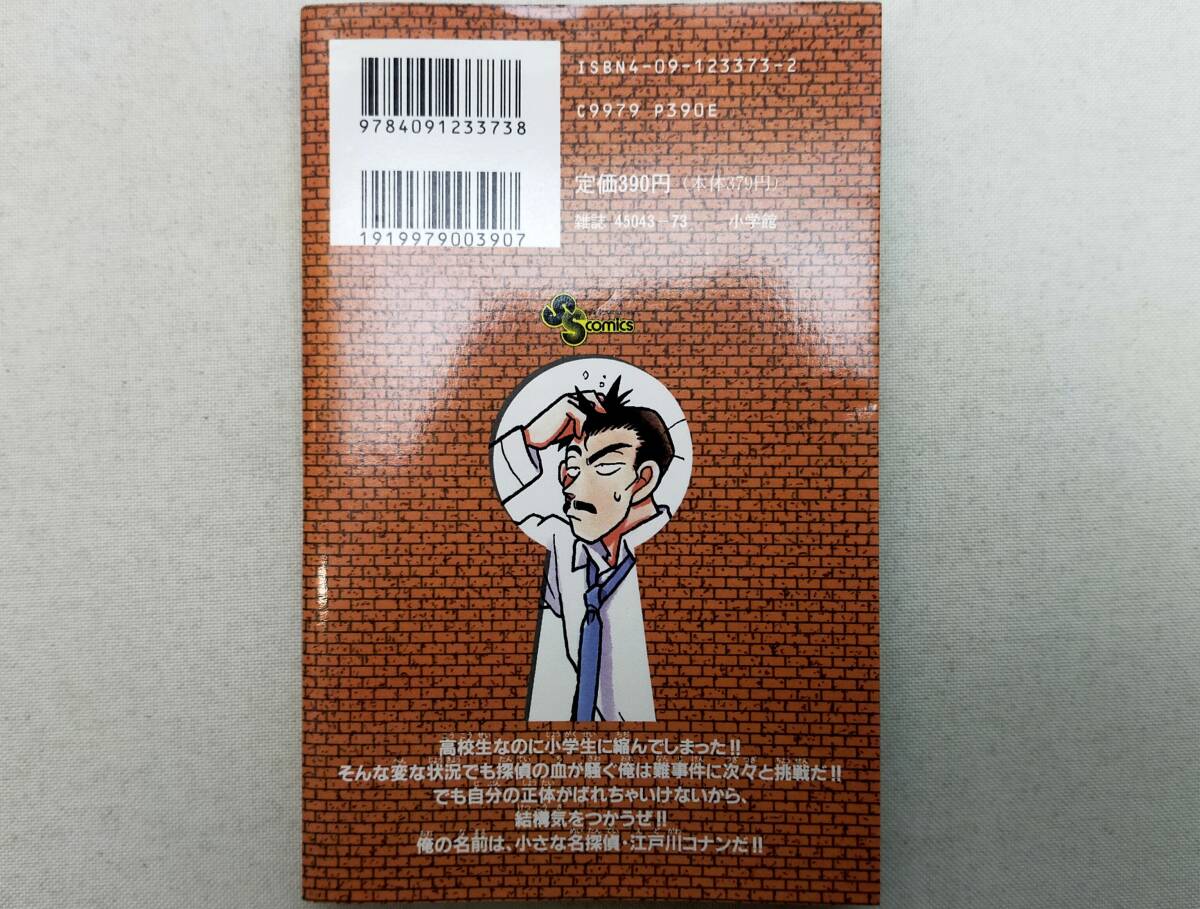 ISBN4-09-123373-2
C9979 P390E
9784091233738
定価390円(本体379円)
雑誌 45043-73 小学館
1919979003907
SS comics
高校生なのに小学生に縮んでしまった!!
そんな変な状況でも探偵の血が騒ぐ俺は難事件に次々と挑戦だ!!
でも自分の正体がばれちゃいけないから、
結構気をつかうぜ!!
俺の名前は、小さな名探偵・江戸川コナンだ!!